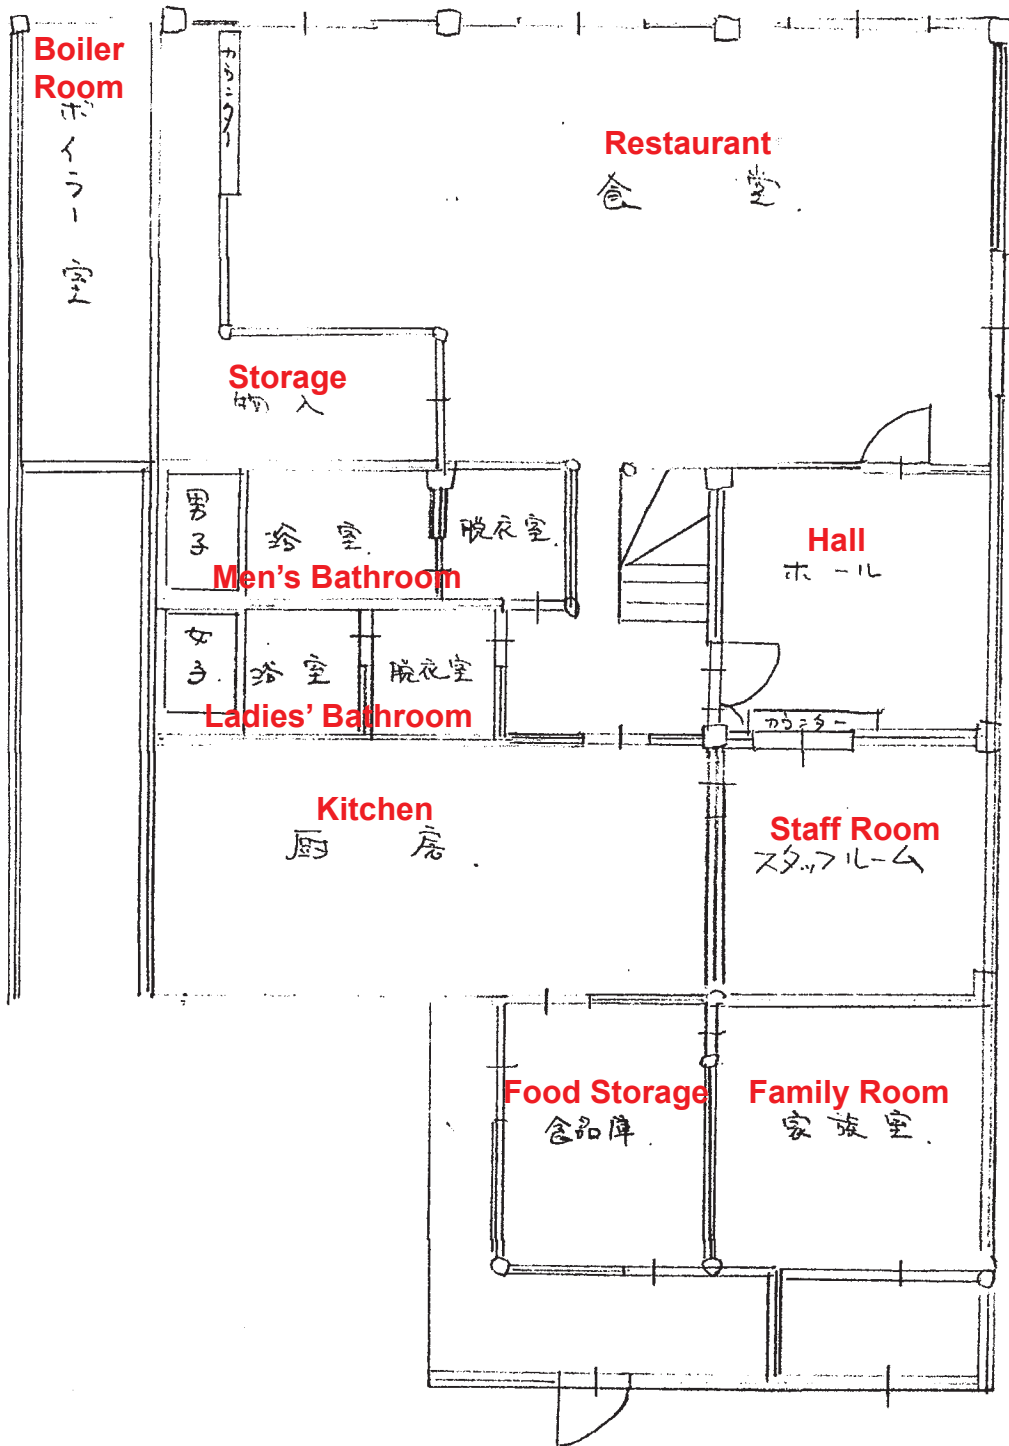 Boiler
Room
ボイラー室
カウンター
Restaurant
食堂.
Storage
物入
男子
浴室.
脱衣室.
Men's Bathroom
Hall
ホール
女子.
浴室
脱衣室
Ladies' Bathroom
カウンター
Kitchen
厨房.
Staff Room
スタッフルーム
Food Storage
食品庫.
Family Room
家族室.